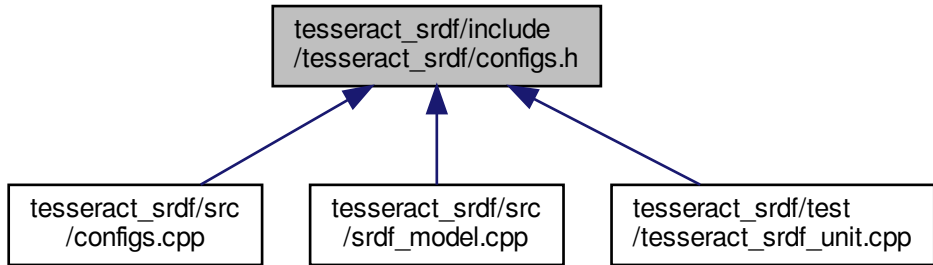 tesseract_srdf/include
/tesseract_srdf/configs.h
tesseract_srdf/src
/configs.cpp
tesseract_srdf/src
/srdf_model.cpp
tesseract_srdf/test
/tesseract_srdf_unit.cpp